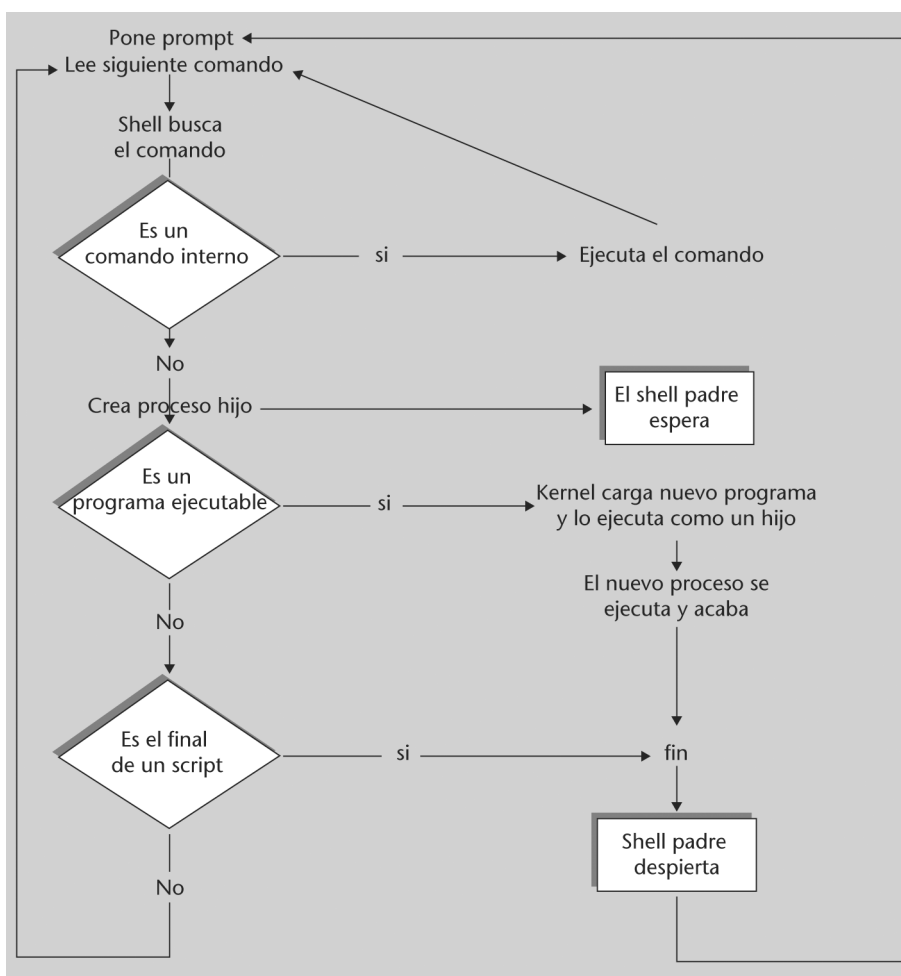 Pone prompt
Lee siguiente comando
Shell busca
el comando
Es un
comando interno
si
Ejecuta el comando
No
Crea proceso hijo
El shell padre
espera
Es un
programa ejecutable
si
Kernel carga nuevo programa
y lo ejecuta como un hijo
El nuevo proceso se
ejecuta y acaba
No
Es el final
de un script
si
fin
Shell padre
despierta
No